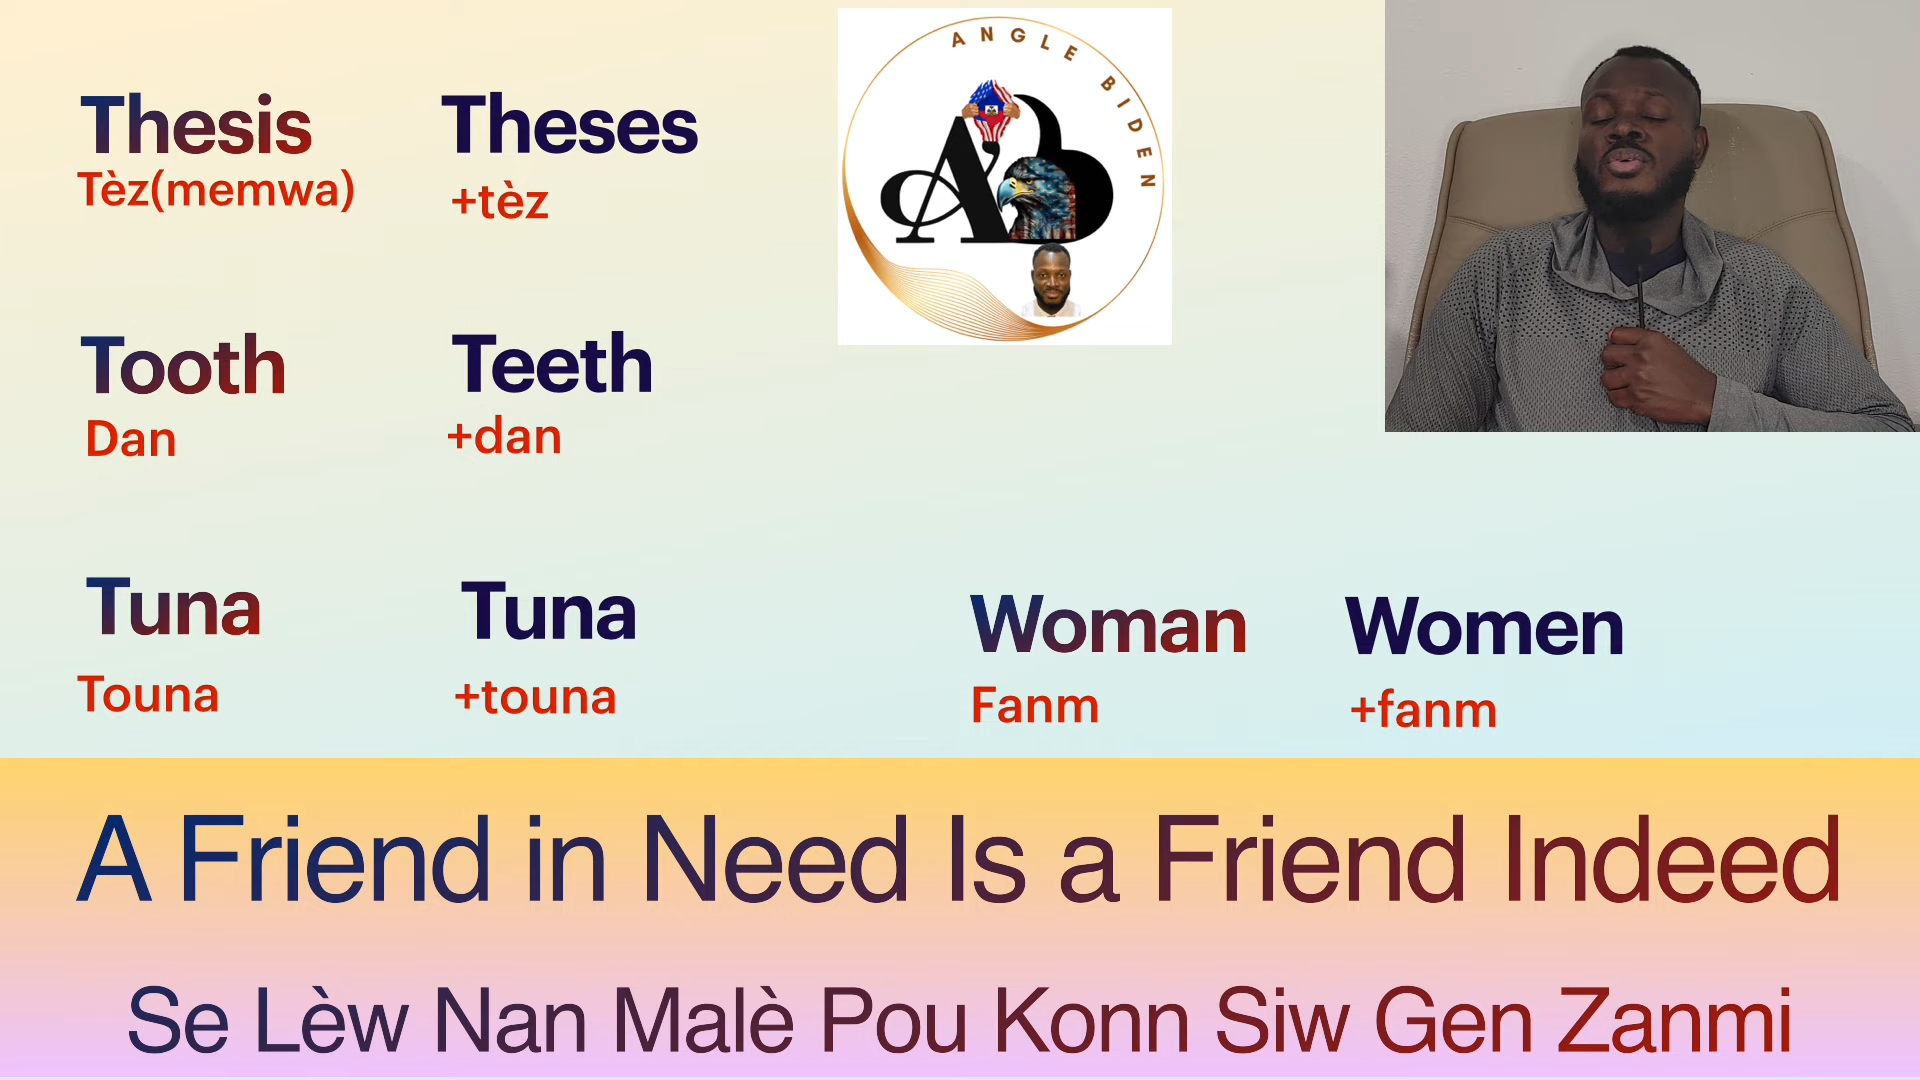 ANGLE BIDEN
AB
Thesis Theses
Tèz(memwa) +tèz
Tooth Teeth
Dan +dan
Tuna Tuna Woman Women
Touna +touna Fanm +fanm
A Friend in Need Is a Friend Indeed
Se Lèw Nan Malè Pou Konn Siw Gen Zanmi